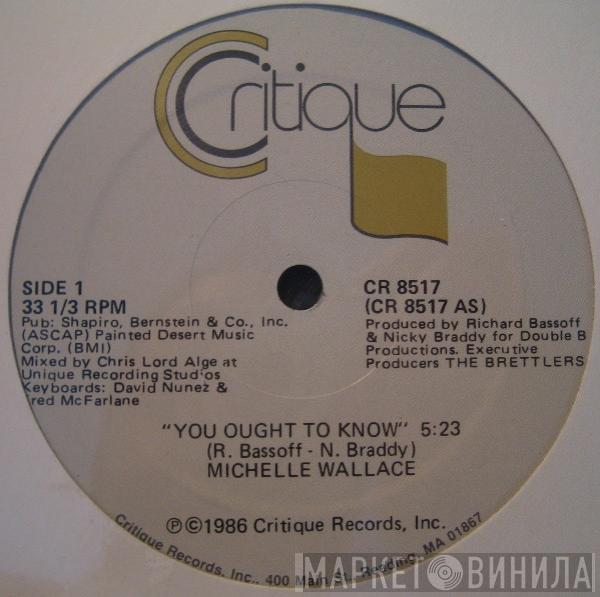 Critique
SIDE 1
33 1/3 RPM
Pub: Shapiro, Bernstein & Co., Inc.
(ASCAP) Painted Desert Music
Corp. (BMI)
Mixed by Chris Lord Alge at
Unique Recording Stud os
Keyboards: David Nunez &
red McFarlane
CR 8517
(CR 8517 AS)
Produced by Richard Bassoff
& Nicky Braddy for Double B
Productions. Executive
Producers THE BRETTLERS
"YOU OUGHT TO KNOW" 5:23
(R. Bassoff - N. Braddy)
MICHELLE WALLACE
℗©1986 Critique Records, Inc.
Critique Records, Inc., 400 Main St., Reading, MA 01867
МАРКЕТ ВИНИЛА